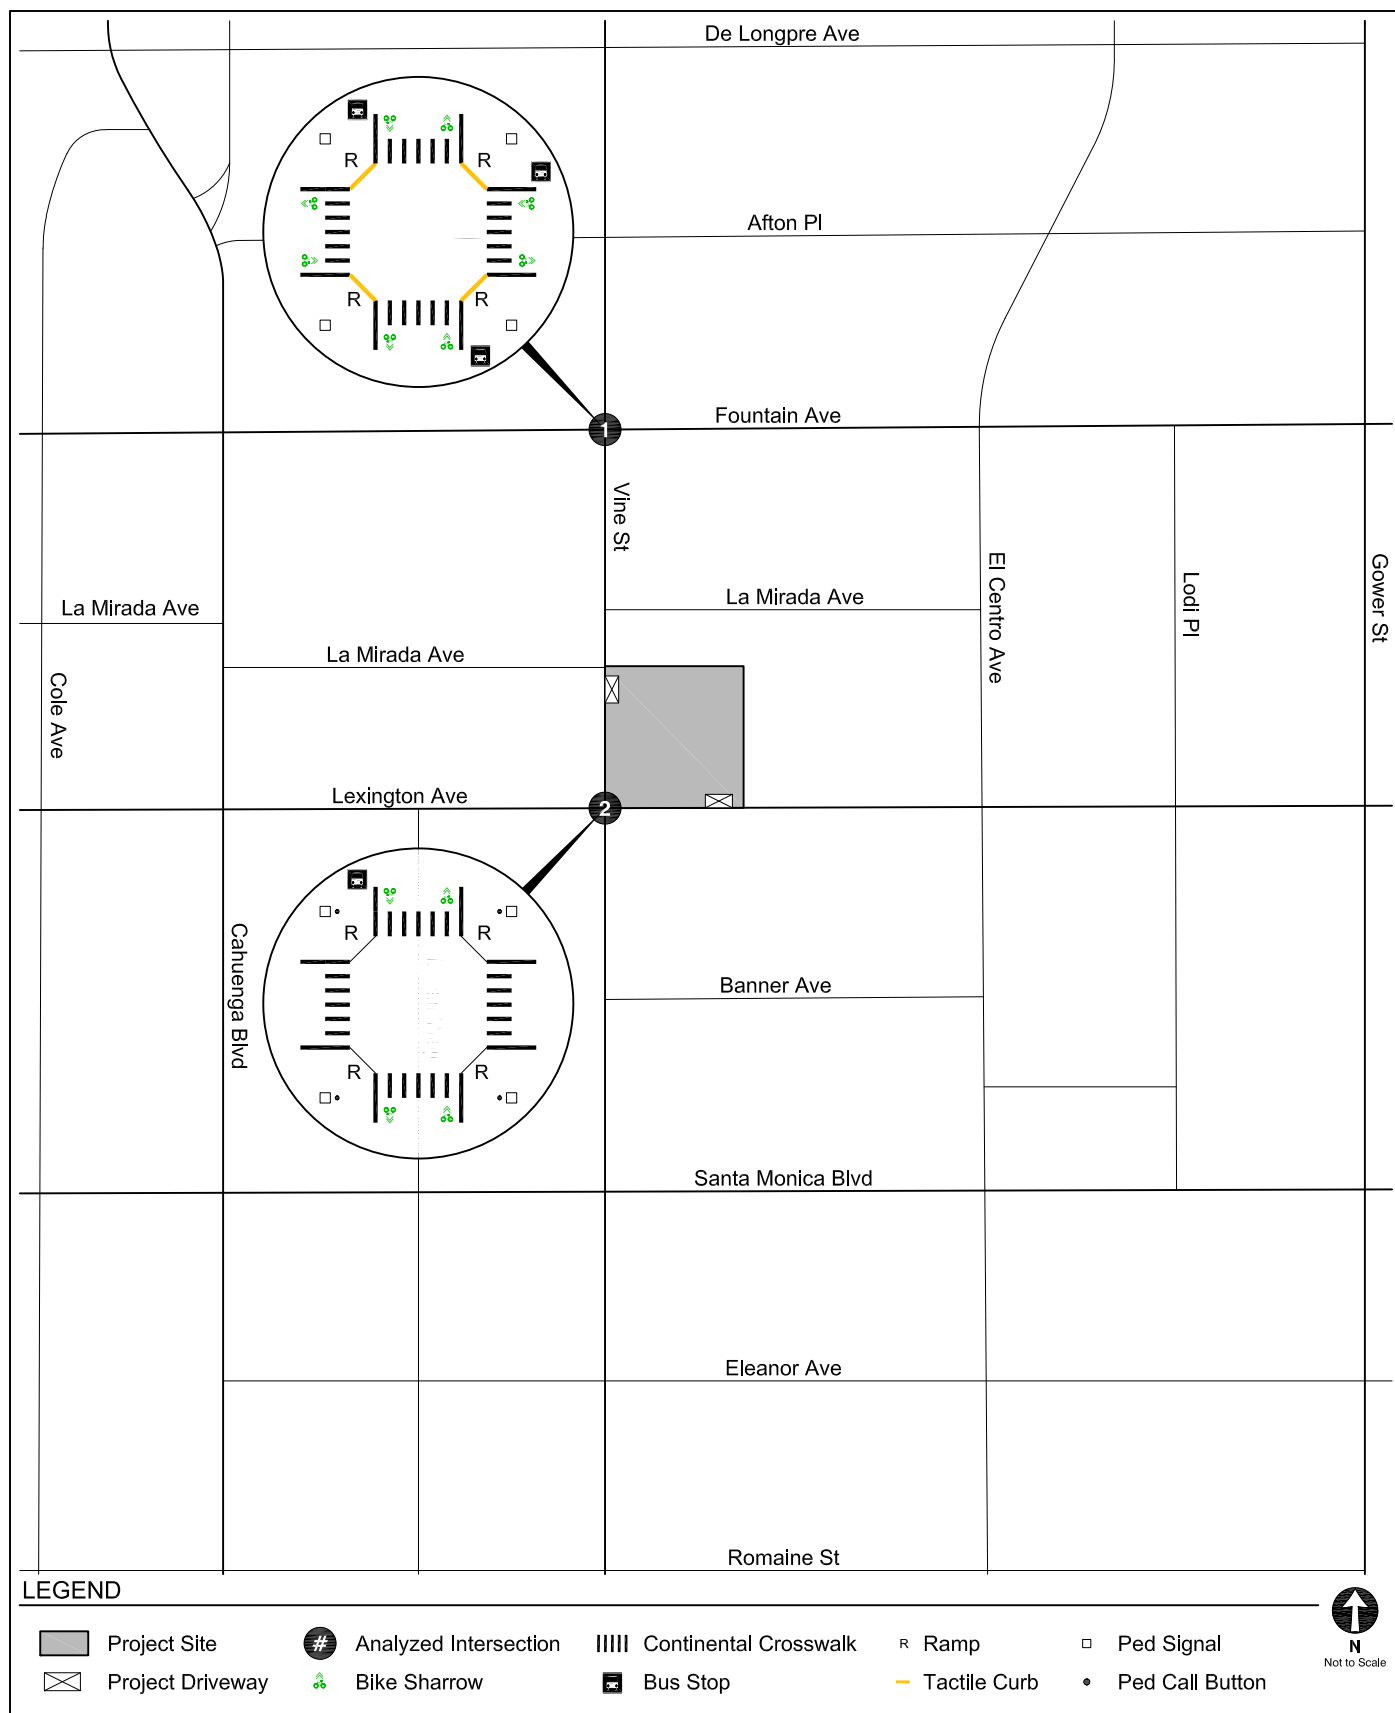 De Longpre Ave
R
R
Afton Pl
R
R
Fountain Ave
1
Vine St
El Centro Ave
Lodi Pl
Gower St
La Mirada Ave
La Mirada Ave
La Mirada Ave
Cole Ave
Lexington Ave
2
Cahuenga Blvd
R
R
Banner Ave
R
R
Santa Monica Blvd
Eleanor Ave
Romaine St
LEGEND
Project Site
# Analyzed Intersection
Continental Crosswalk
R Ramp
Ped Signal
Project Driveway
Bike Sharrow
Bus Stop
Tactile Curb
Ped Call Button
N
Not to Scale